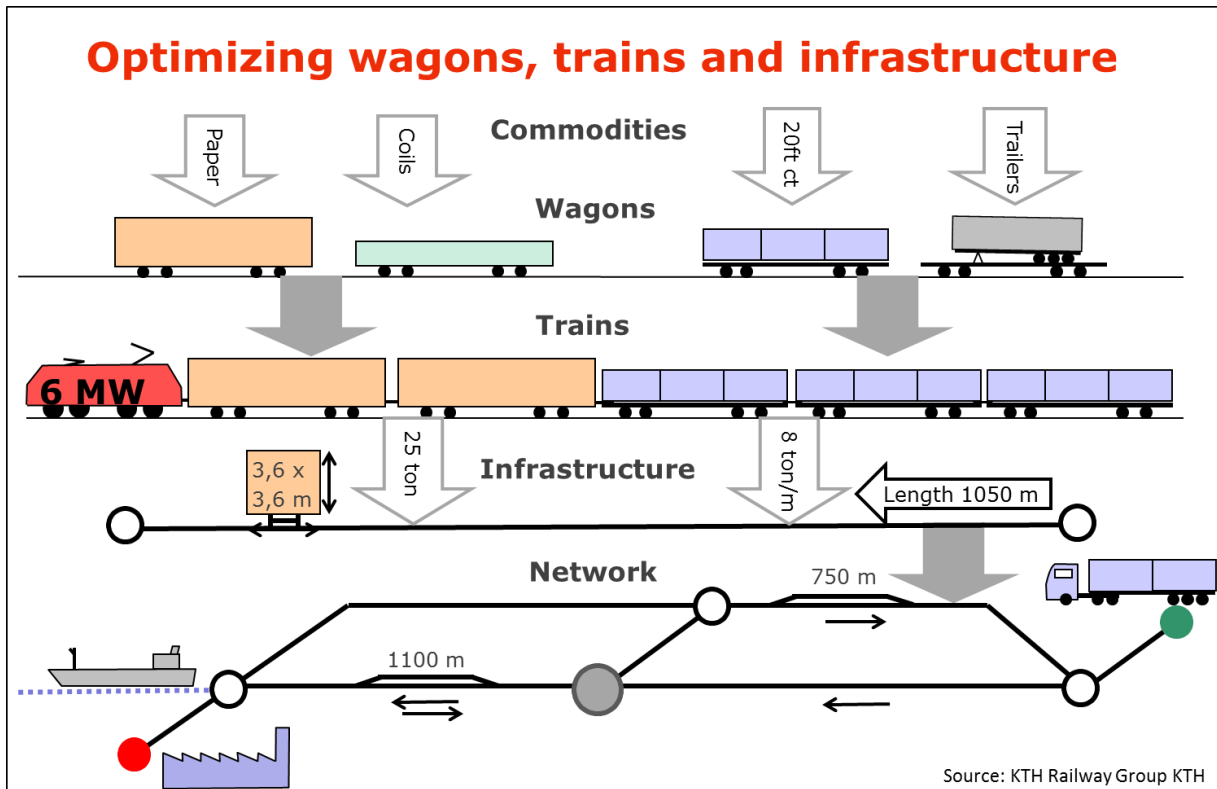 Optimizing wagons, trains and infrastructure
Commodities
Paper
Coils
20ft ct
Trailers
Wagons
Trains
6 MW
25 ton
8 ton/m
Infrastructure
3,6 x
3,6 m
Length 1050 m
Network
750 m
1100 m
Source: KTH Railway Group KTH